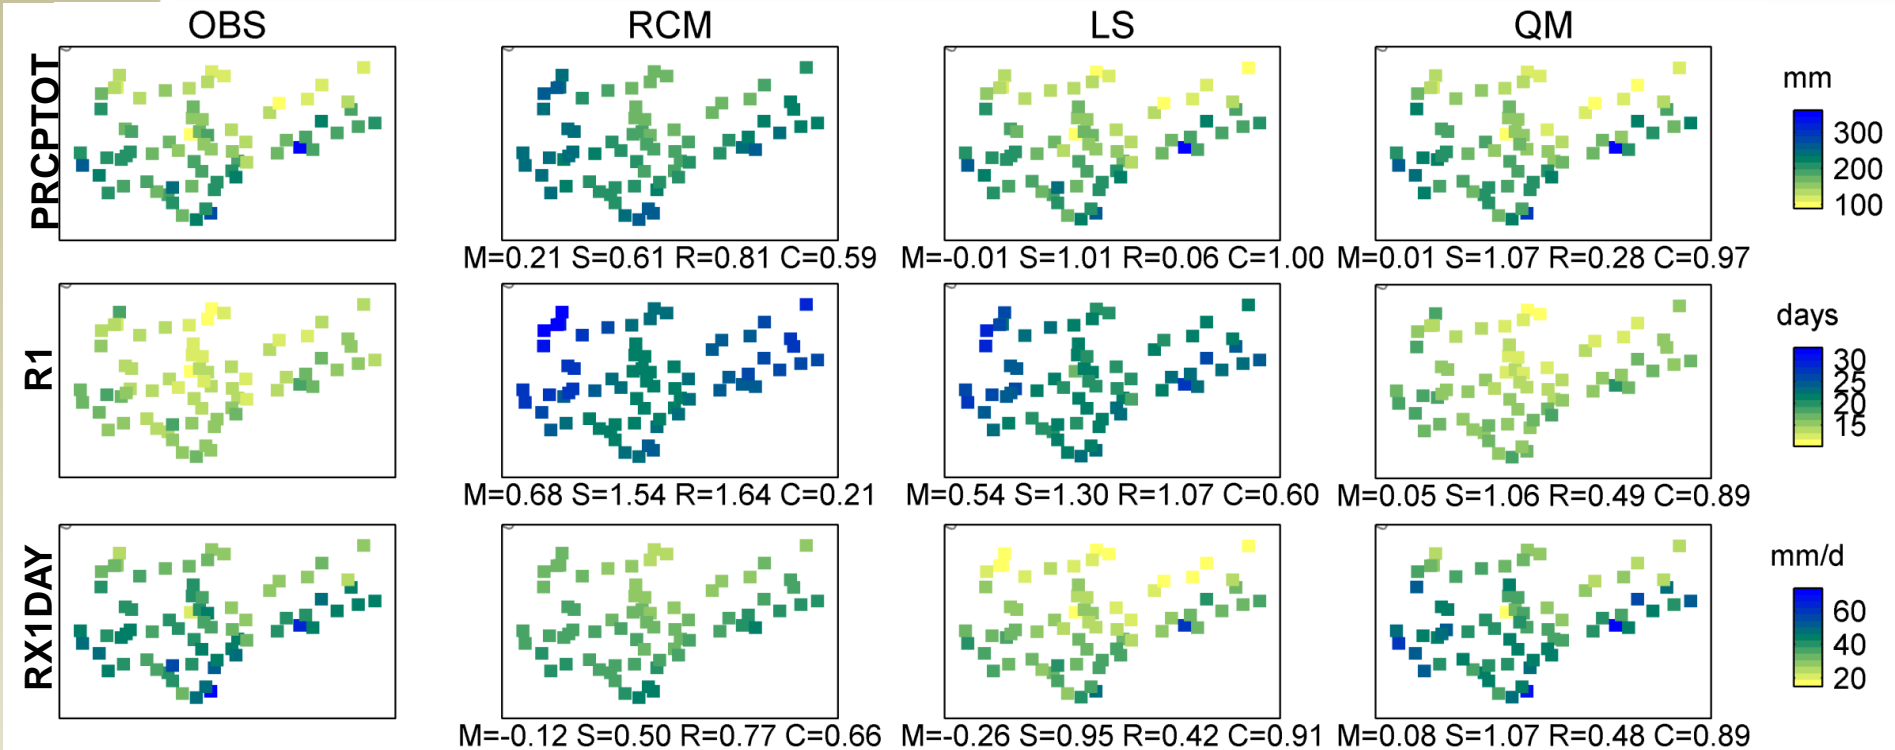 OBS RCM LS QM
PRCPTOT
mm
300
200
100
M=0.21 S=0.61 R=0.81 C=0.59 M=-0.01 S=1.01 R=0.06 C=1.00 M=0.01 S=1.07 R=0.28 C=0.97
R1
days
30
25
20
15
M=0.68 S=1.54 R=1.64 C=0.21 M=0.54 S=1.30 R=1.07 C=0.60 M=0.05 S=1.06 R=0.49 C=0.89
RX1DAY
mm/d
60
40
20
M=-0.12 S=0.50 R=0.77 C=0.66 M=-0.26 S=0.95 R=0.42 C=0.91 M=0.08 S=1.07 R=0.48 C=0.89